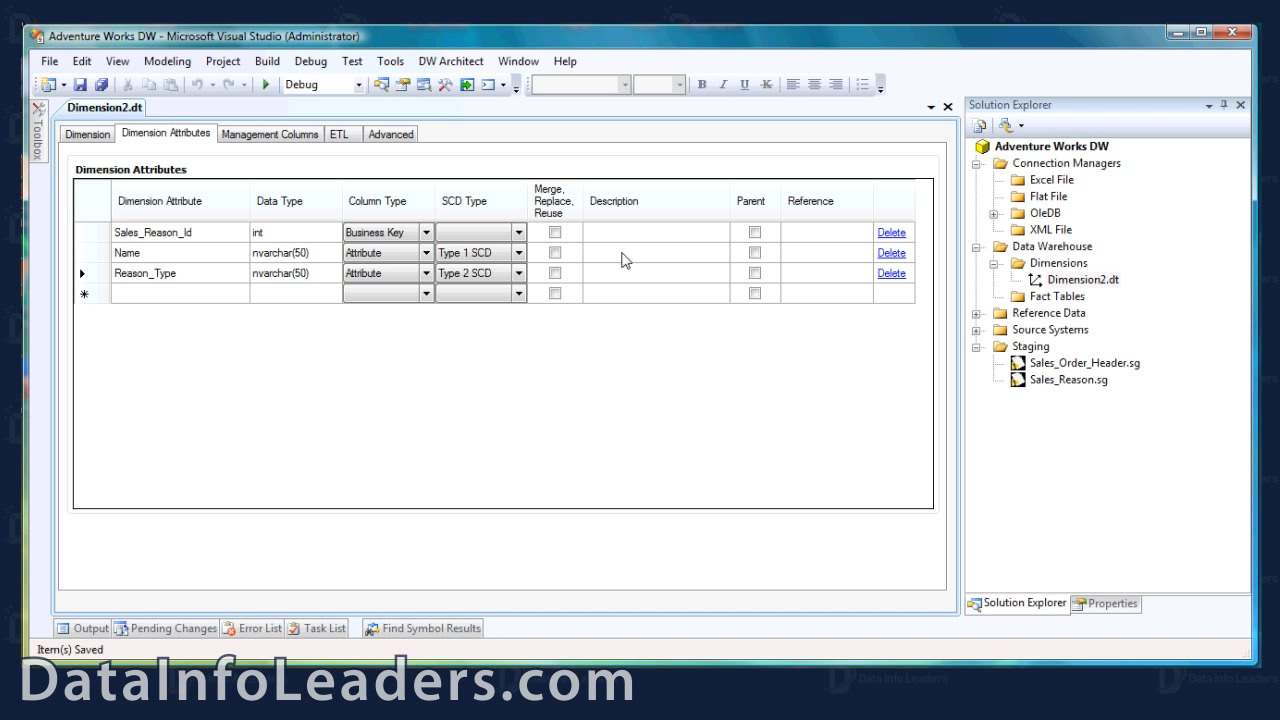 Adventure Works DW - Microsoft Visual Studio (Administrator)
File Edit View Modeling Project Build Debug Test Tools DW Architect Window Help
Debug
Dimension2.dt
Toolbox
Dimension Dimension Attributes Management Columns ETL Advanced
Dimension Attributes
Dimension Attribute Data Type Column Type SCD Type Merge, Replace, Reuse Description Parent Reference
Sales_Reason_Id int Business Key Delete
Name nvarchar(50) Attribute Type 1 SCD Delete
Reason_Type nvarchar(50) Attribute Type 2 SCD Delete
Solution Explorer
Adventure Works DW
Connection Managers
Excel File
Flat File
OleDB
XML File
Data Warehouse
Dimensions
Dimension2.dt
Fact Tables
Reference Data
Source Systems
Staging
Sales_Order_Header.sg
Sales_Reason.sg
Solution Explorer Properties
Output Pending Changes Error List Task List Find Symbol Results
Item(s) Saved
DataInfoLeaders.com
Data Info Leaders